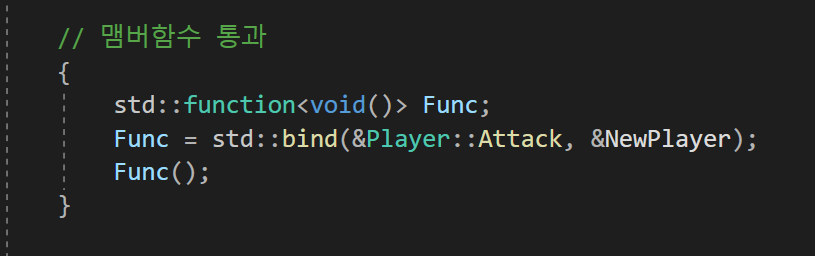 // 맴버함수 통과
{
std::function<void()> Func;
Func = std::bind(&Player::Attack, &NewPlayer);
Func();
}